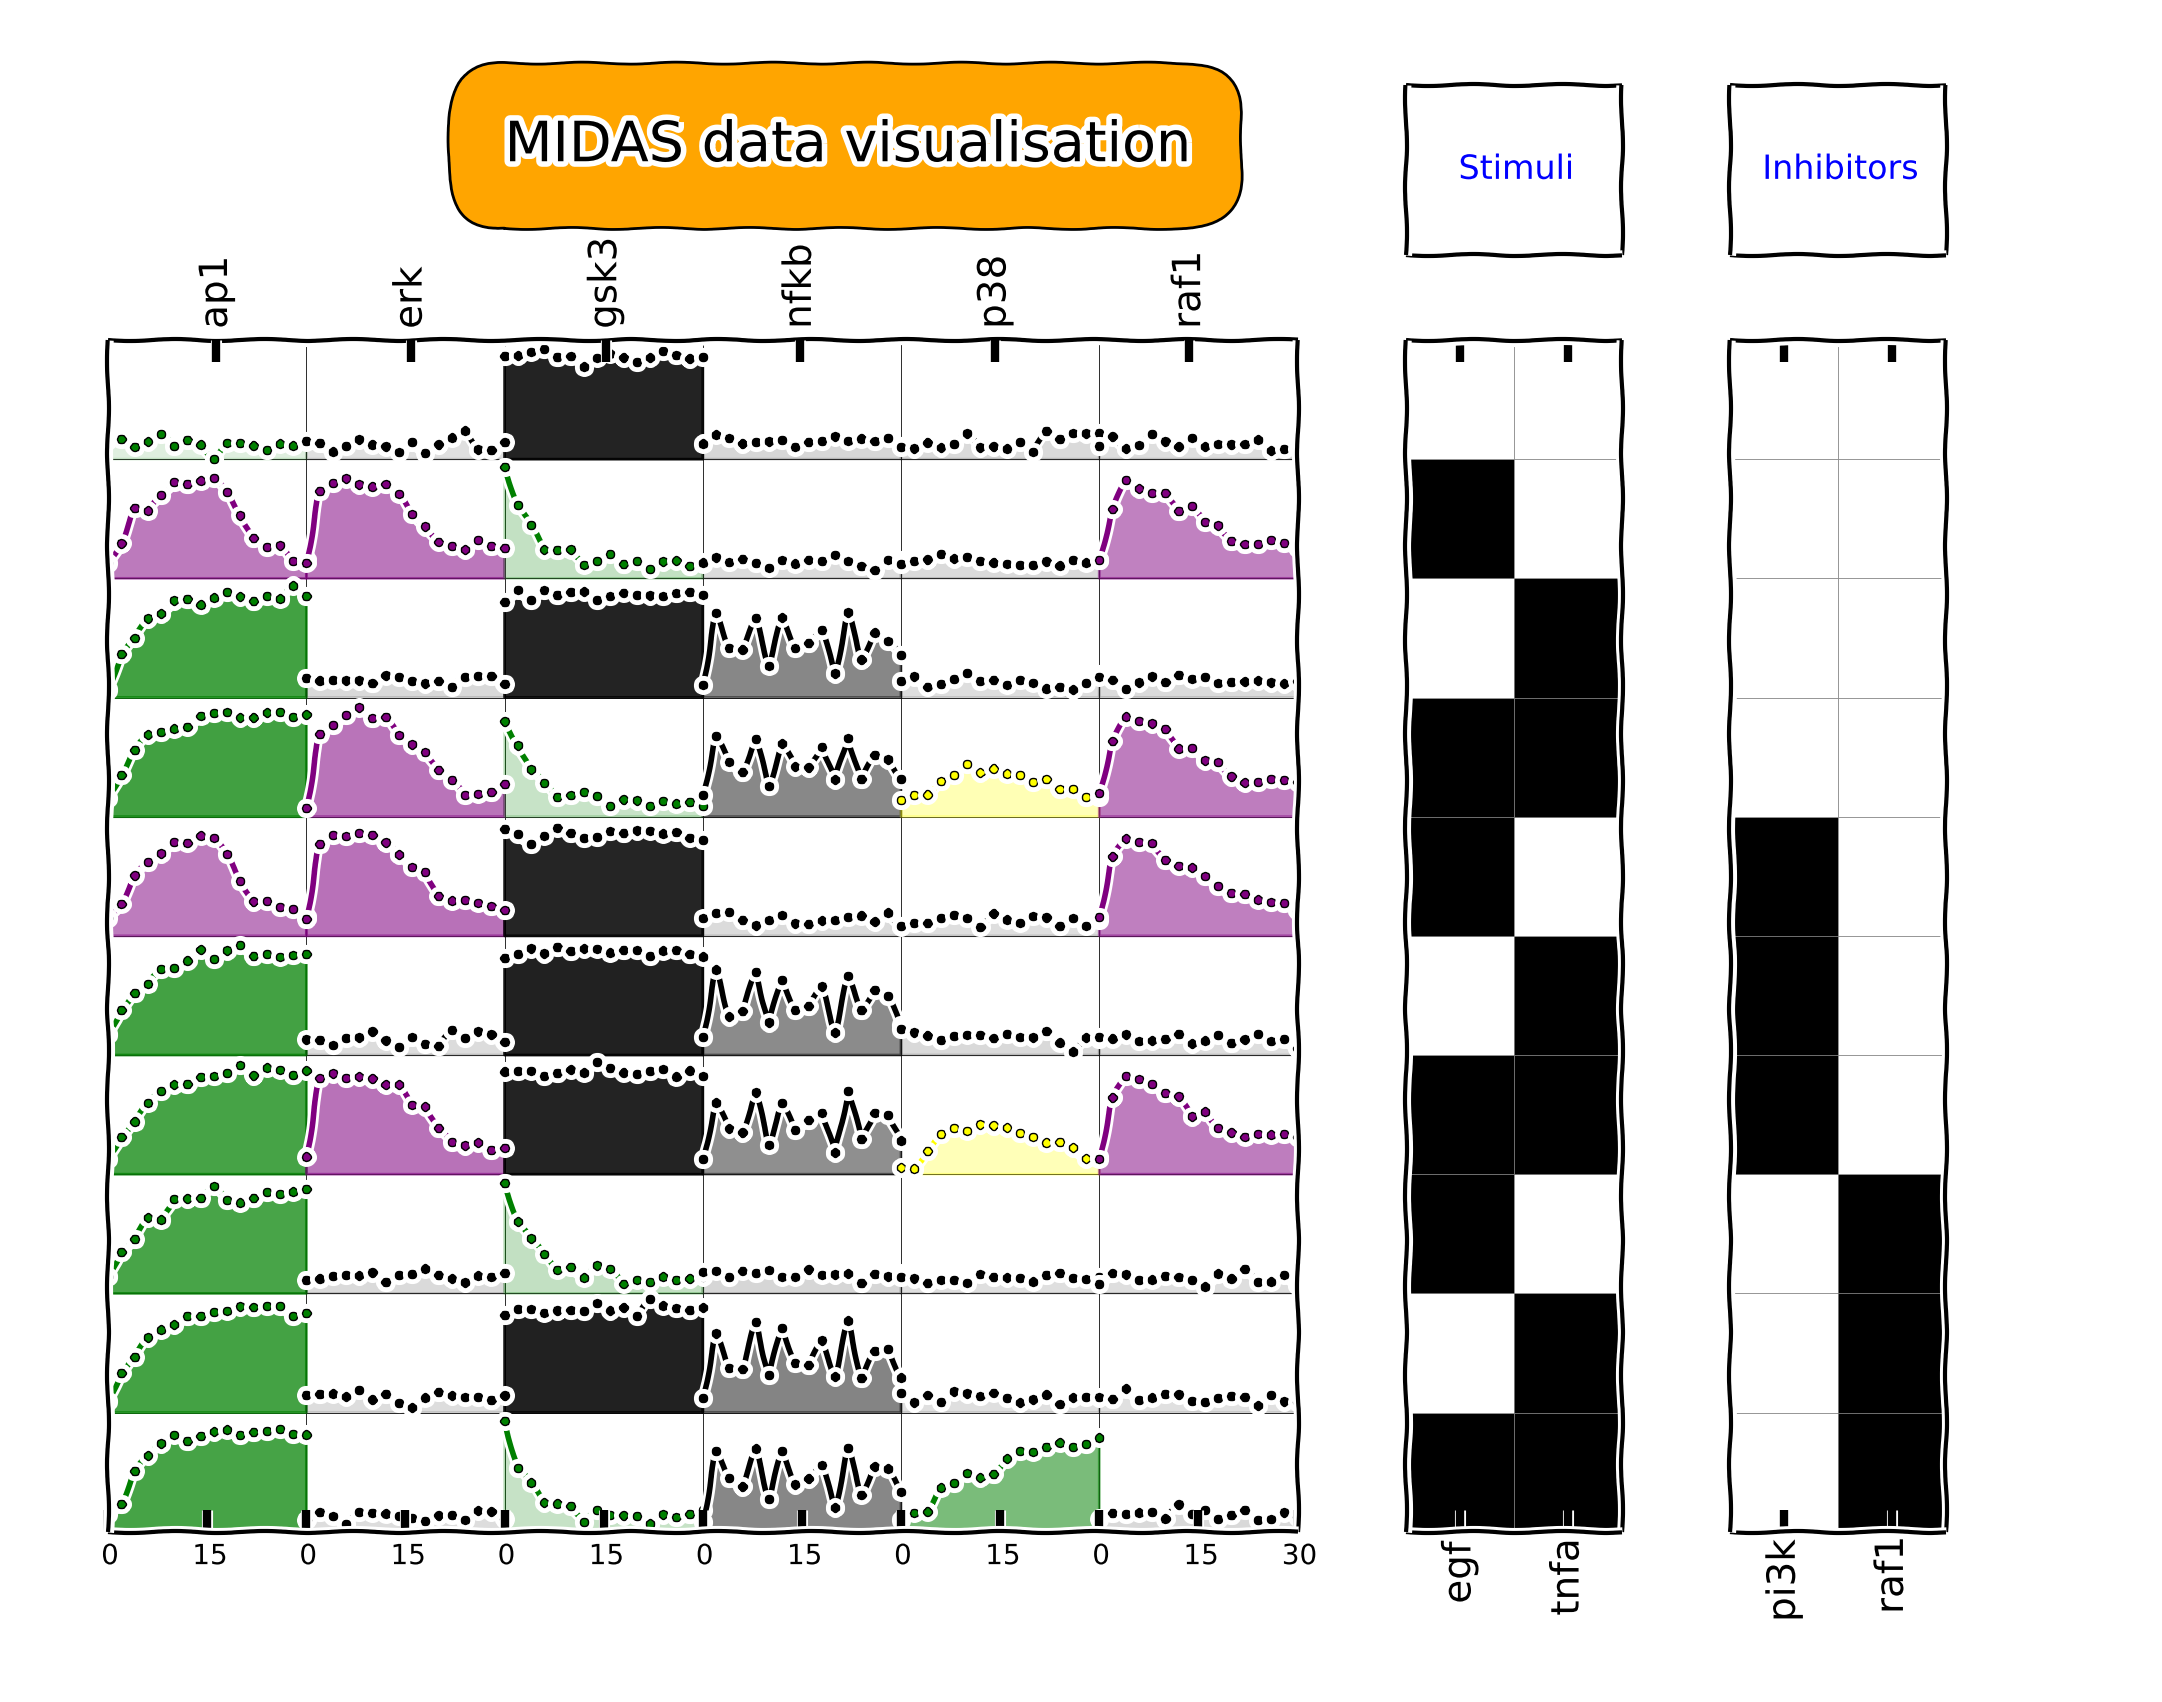 MIDAS data visualisation
Stimuli
Inhibitors
ap1
erk
gsk3
nfkb
p38
raf1
0 15 0 15 0 15 0 15 0 15 0 15 30
egf
tnfa
pi3k
raf1